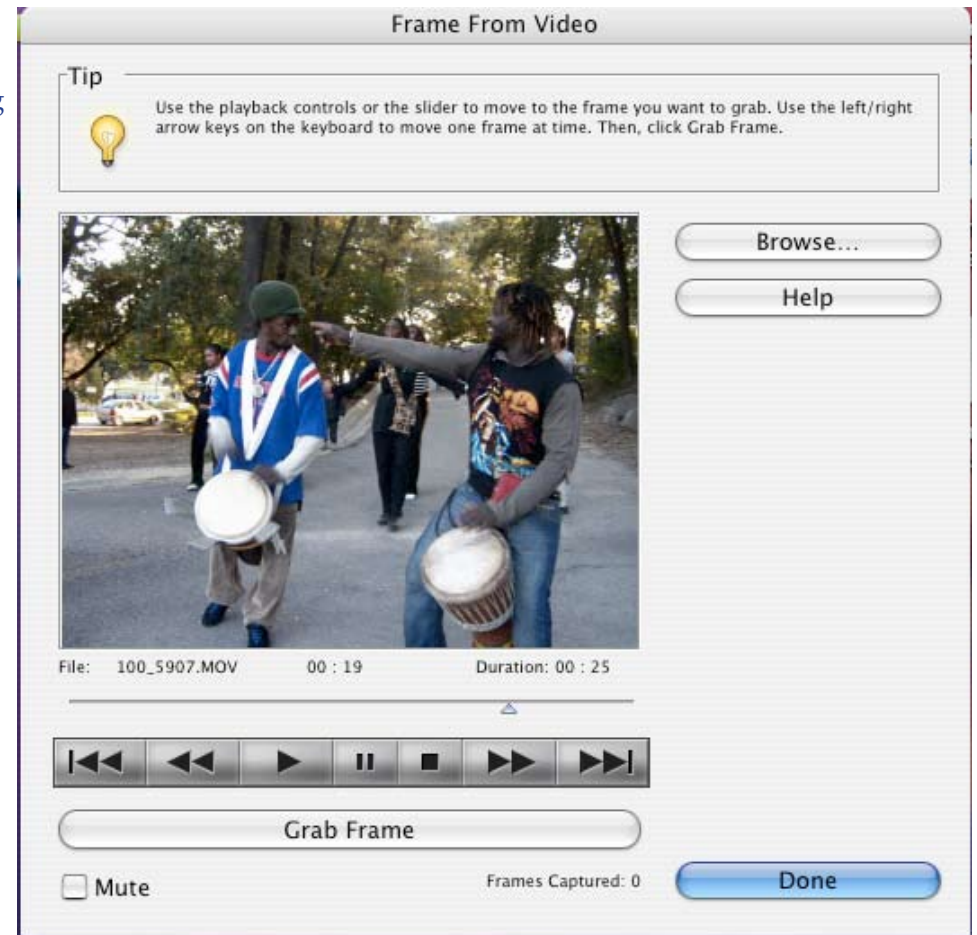 Frame From Video
Tip
Use the playback controls or the slider to move to the frame you want to grab. Use the left/right
arrow keys on the keyboard to move one frame at time. Then, click Grab Frame.
Browse...
Help
File: 100_5907.MOV 00 : 19 Duration: 00 : 25
Grab Frame
Mute
Frames Captured: 0
Done